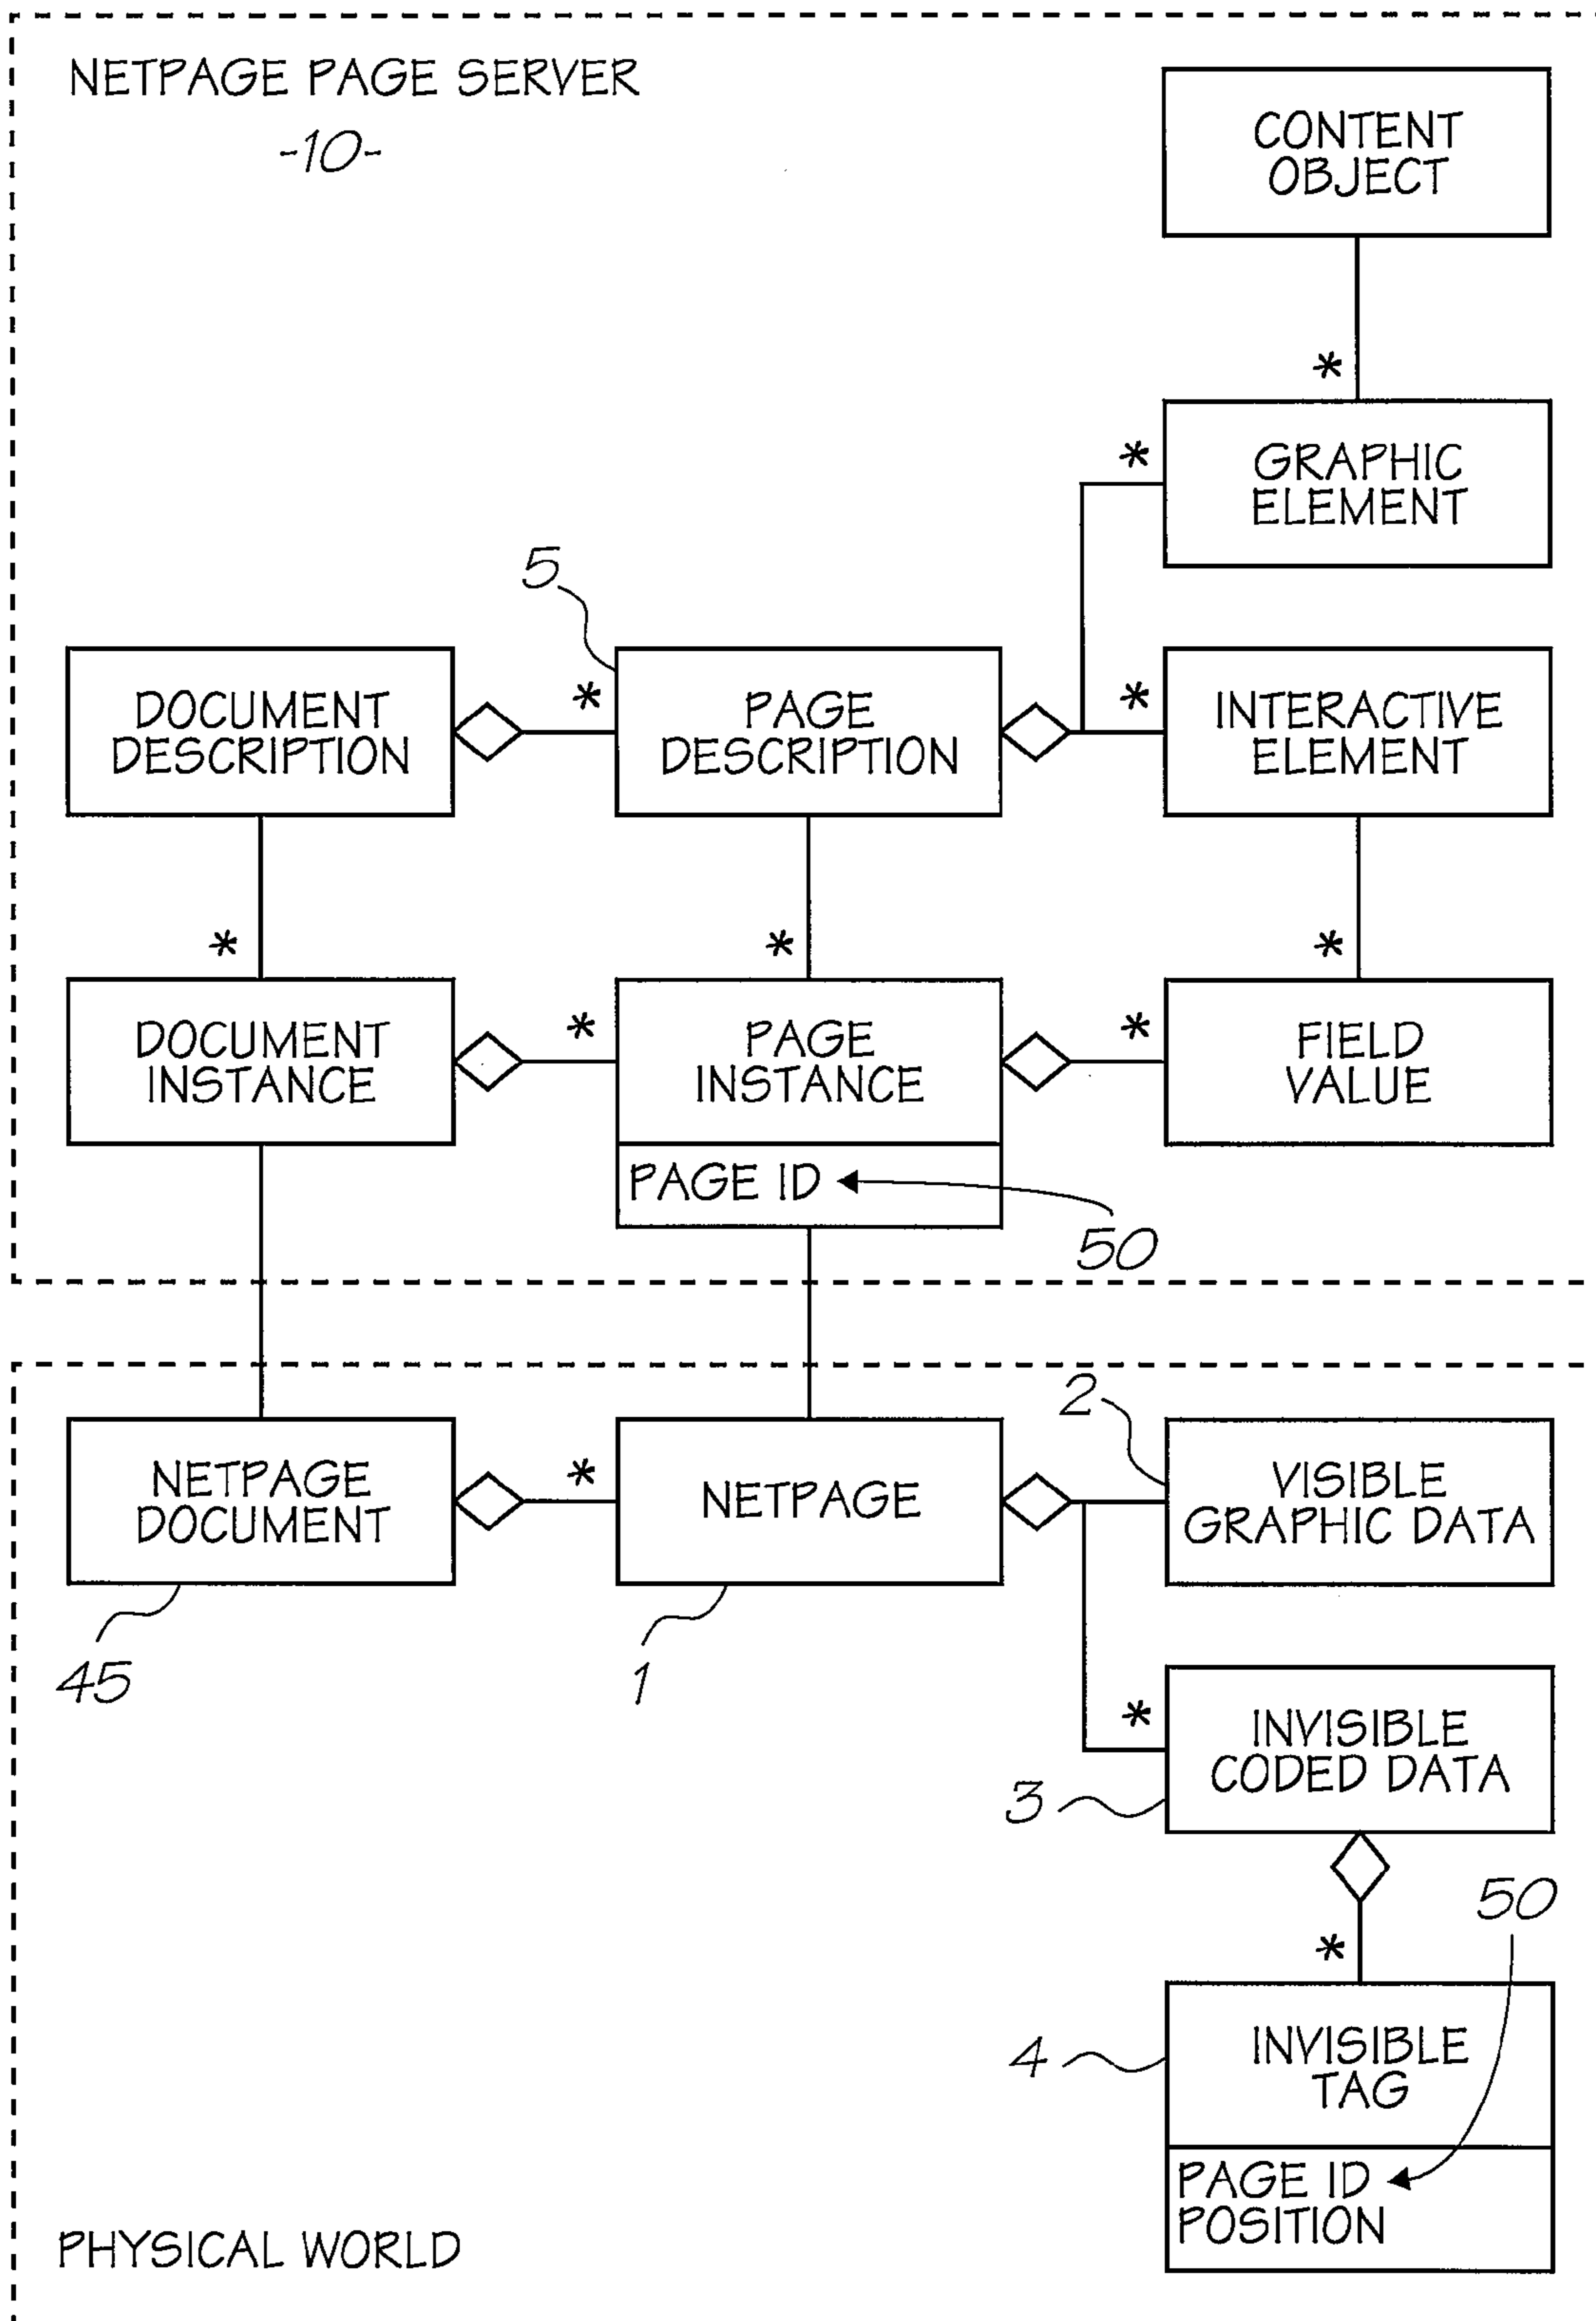 NETPAGE PAGE SERVER
-10-
CONTENT
OBJECT
*
*
GRAPHIC
ELEMENT
5
DOCUMENT
DESCRIPTION
*
PAGE
DESCRIPTION
*
INTERACTIVE
ELEMENT
*
*
*
DOCUMENT
INSTANCE
*
PAGE
INSTANCE
*
FIELD
VALUE
PAGE ID
50
2
NETPAGE
DOCUMENT
*
NETPAGE
VISIBLE
GRAPHIC DATA
45
1
*
INVISIBLE
CODED DATA
3
50
*
4
INVISIBLE
TAG
PAGE ID
POSITION
PHYSICAL WORLD